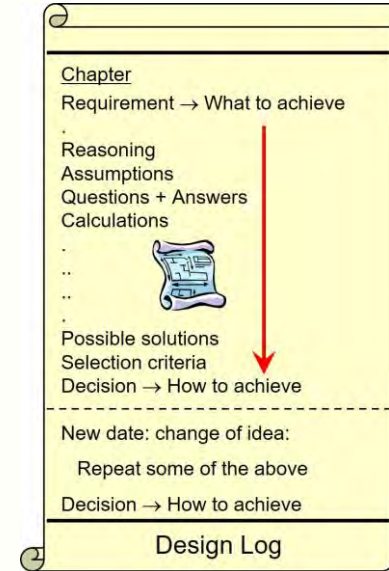 Chapter
Requirement → What to achieve
.
Reasoning
Assumptions
Questions + Answers
Calculations
.
..
..
.
Possible solutions
Selection criteria
Decision → How to achieve
New date: change of idea:
Repeat some of the above
Decision → How to achieve
Design Log